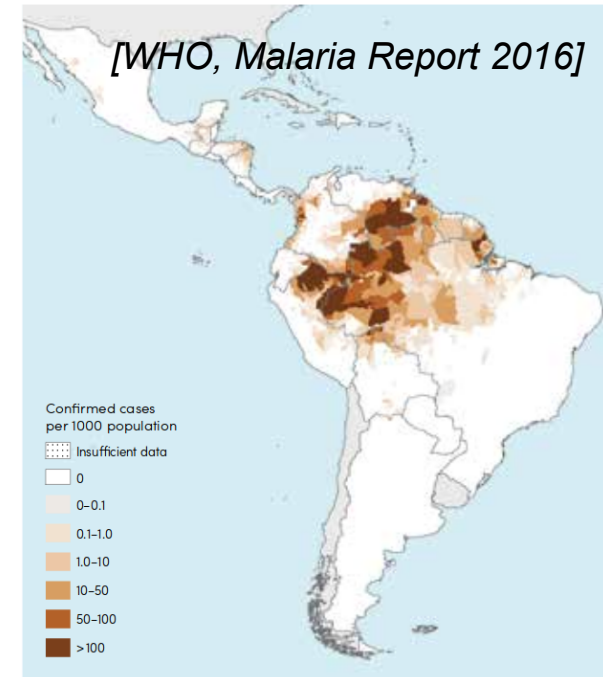 [WHO, Malaria Report 2016]
Confirmed cases
per 1000 population
Insufficient data
0
0–0.1
0.1–1.0
1.0–10
10–50
50–100
>100